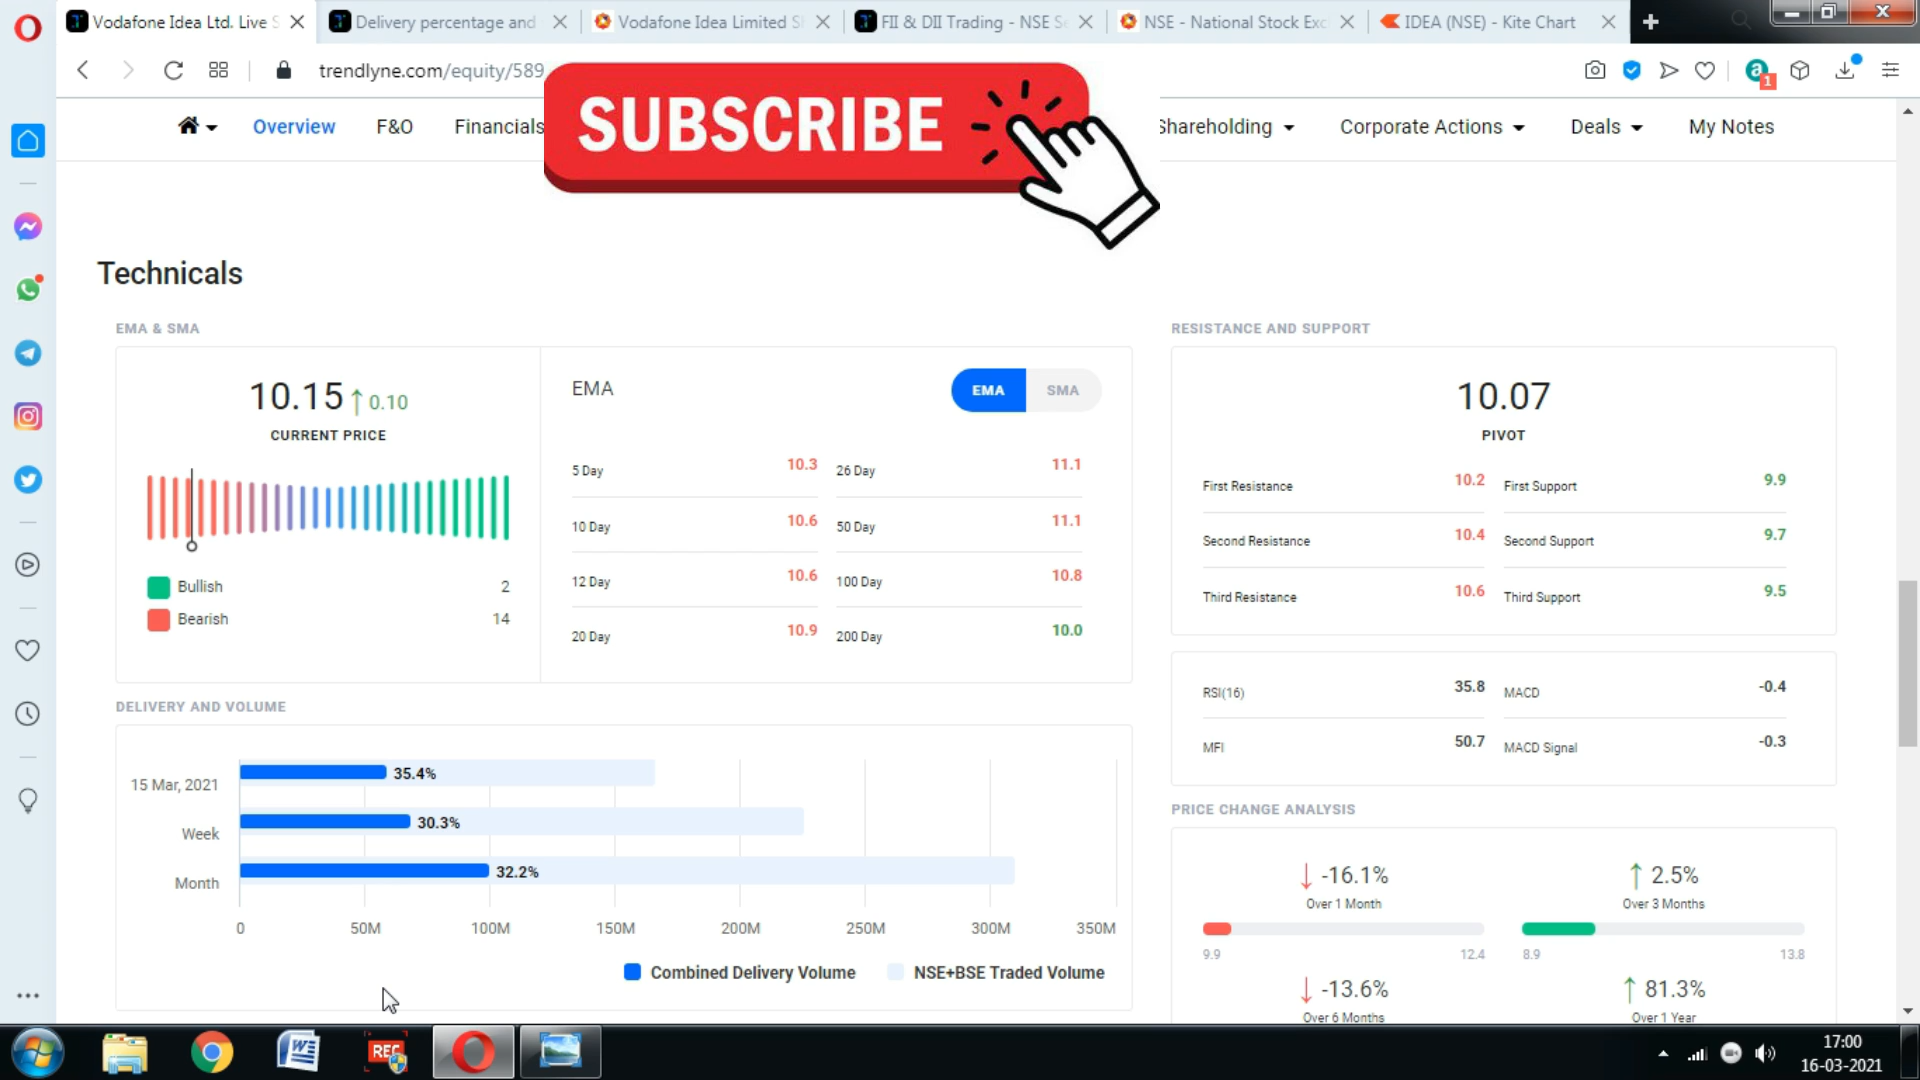 Vodafone Idea Ltd. Live S
Delivery percentage and
Vodafone Idea Limited S
FII & DII Trading - NSE Se
NSE - National Stock Exc
IDEA (NSE) - Kite Chart
trendlyne.com/equity/589
a
1
Overview
F&O
Financials
SUBSCRIBE
Shareholding
Corporate Actions
Deals
My Notes
Technicals
EMA & SMA
10.15 ↑ 0.10
CURRENT PRICE
Bullish 2
Bearish 14
EMA
EMA SMA
5 Day 10.3 26 Day 11.1
10 Day 10.6 50 Day 11.1
12 Day 10.6 100 Day 10.8
20 Day 10.9 200 Day 10.0
RESISTANCE AND SUPPORT
10.07
PIVOT
First Resistance 10.2 First Support 9.9
Second Resistance 10.4 Second Support 9.7
Third Resistance 10.6 Third Support 9.5
RSI(16) 35.8 MACD -0.4
MFI 50.7 MACD Signal -0.3
DELIVERY AND VOLUME
15 Mar, 2021 35.4%
Week 30.3%
Month 32.2%
0 50M 100M 150M 200M 250M 300M 350M
Combined Delivery Volume NSE+BSE Traded Volume
PRICE CHANGE ANALYSIS
↓ -16.1% ↑ 2.5%
Over 1 Month Over 3 Months
9.9 12.4 8.9 13.8
↓ -13.6% ↑ 81.3%
Over 6 Months Over 1 Year
REC
17:00
16-03-2021